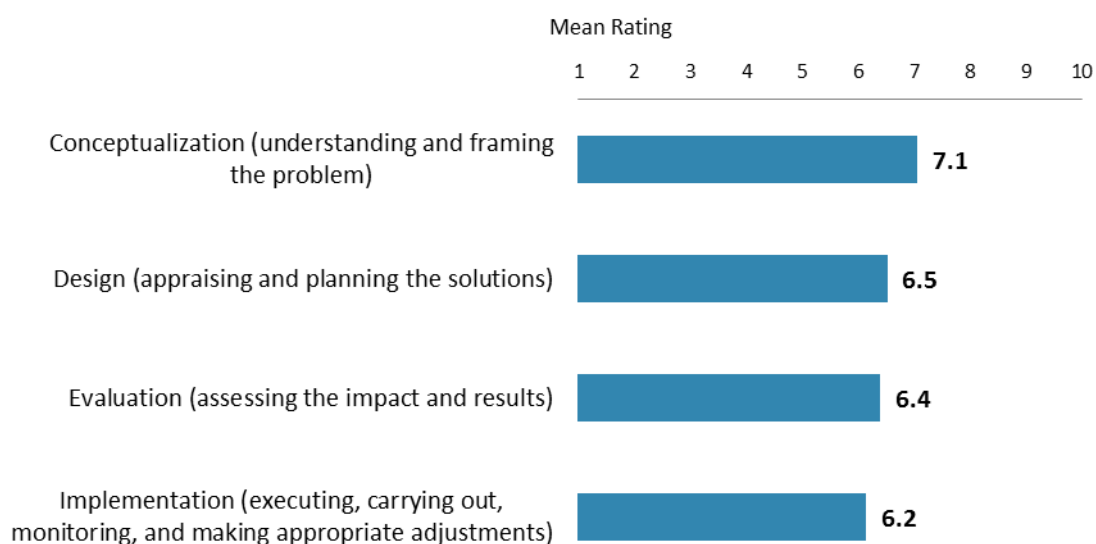 Mean Rating
1 2 3 4 5 6 7 8 9 10
Conceptualization (understanding and framing
the problem)
7.1
Design (appraising and planning the solutions)
6.5
Evaluation (assessing the impact and results)
6.4
Implementation (executing, carrying out,
monitoring, and making appropriate adjustments)
6.2